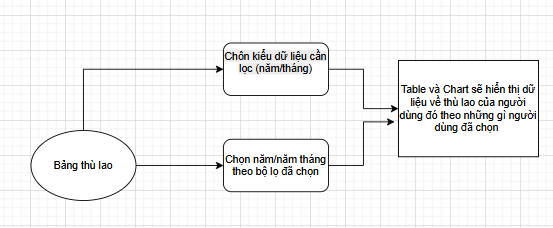 Chôn kiểu dữ liệu cần
lọc (năm/tháng)
Table và Chart sẽ hiển thị dữ
liệu về thù lao của người
dùng đó theo những gì người
dùng đã chọn
Bảng thù lao
Chọn năm/năm tháng
theo bộ lọ đã chọn